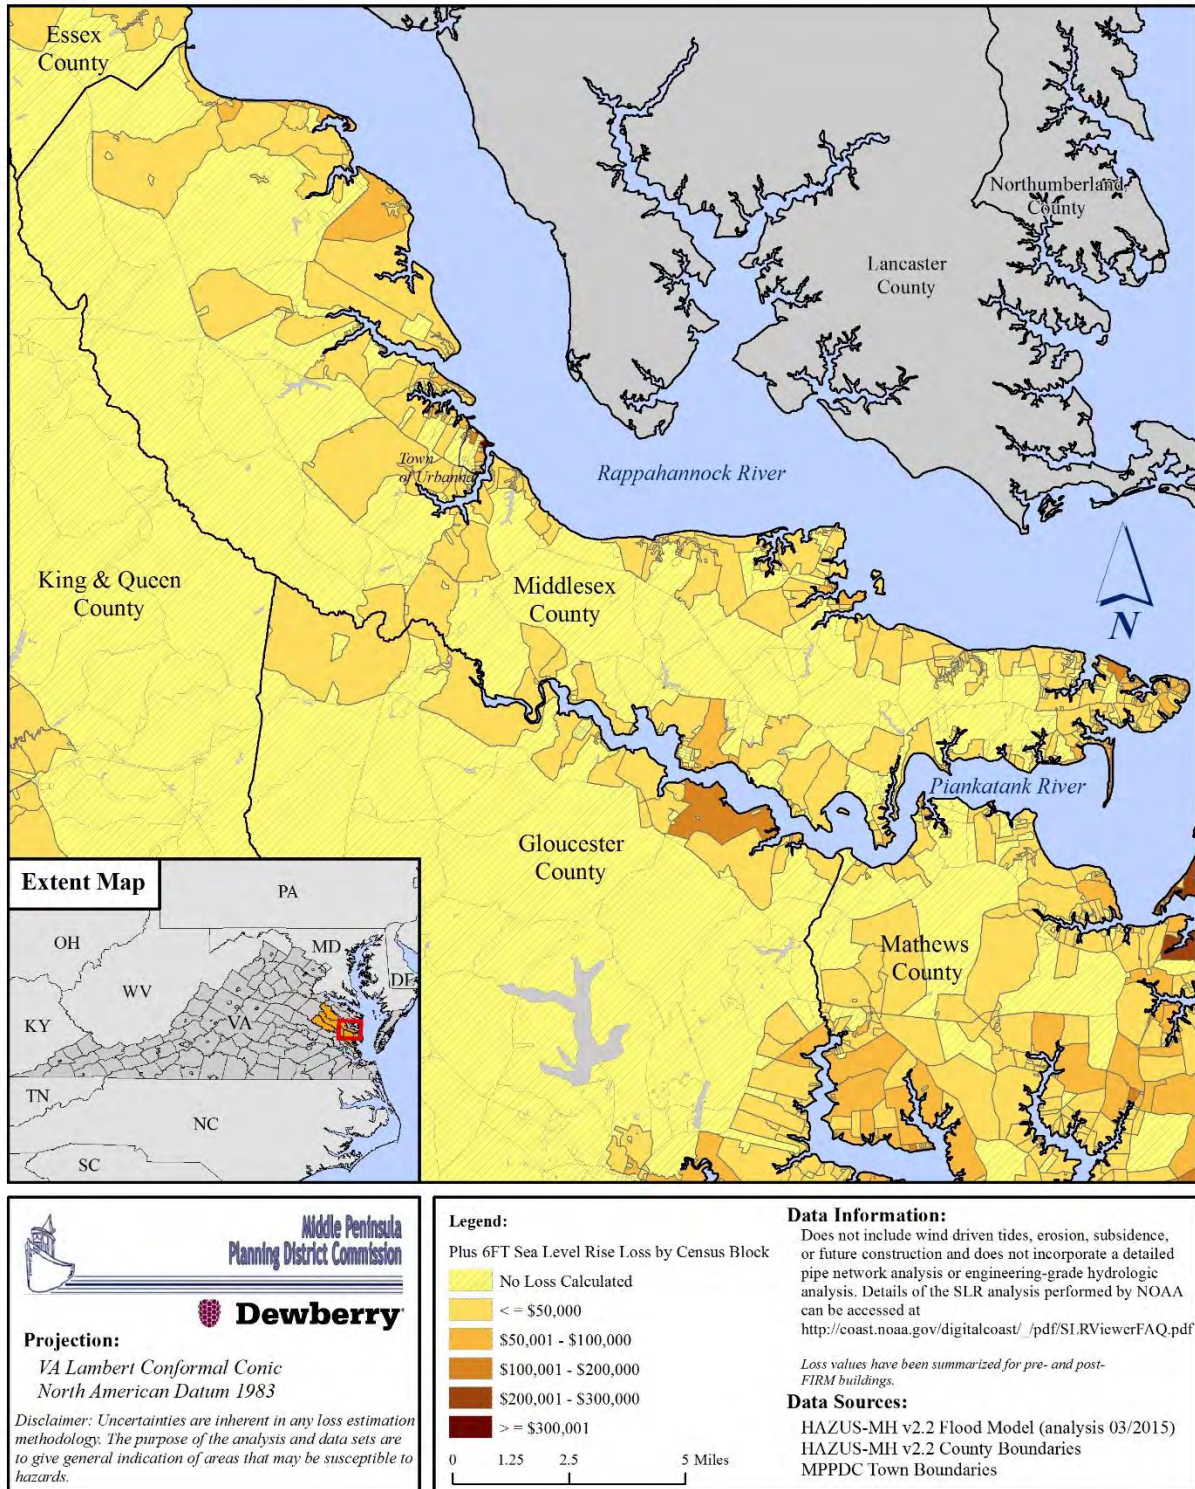 Essex
County
Northumberland
County
Lancaster
County
Rappahannock River
Town
of Urbanna
King & Queen
County
Middlesex
County
N
Piankatank River
Gloucester
County
Mathews
County
Extent Map
PA
OH
MD
DE
WV
KY
VA
TN
NC
SC
Middle Peninsula
Planning District Commission
Dewberry
Projection:
VA Lambert Conformal Conic
North American Datum 1983
Disclaimer: Uncertainties are inherent in any loss estimation
methodology. The purpose of the analysis and data sets are
to give general indication of areas that may be susceptible to
hazards.
Legend:
Plus 6FT Sea Level Rise Loss by Census Block
No Loss Calculated
< = $50,000
$50,001 - $100,000
$100,001 - $200,000
$200,001 - $300,000
> = $300,001
0 1.25 2.5 5 Miles
Data Information:
Does not include wind driven tides, erosion, subsidence,
or future construction and does not incorporate a detailed
pipe network analysis or engineering-grade hydrologic
analysis. Details of the SLR analysis performed by NOAA
can be accessed at
http://coast.noaa.gov/digitalcoast/_/pdf/SLRViewerFAQ.pdf
Loss values have been summarized for pre- and post-
FIRM buildings.
Data Sources:
HAZUS-MH v2.2 Flood Model (analysis 03/2015)
HAZUS-MH v2.2 County Boundaries
MPPDC Town Boundaries